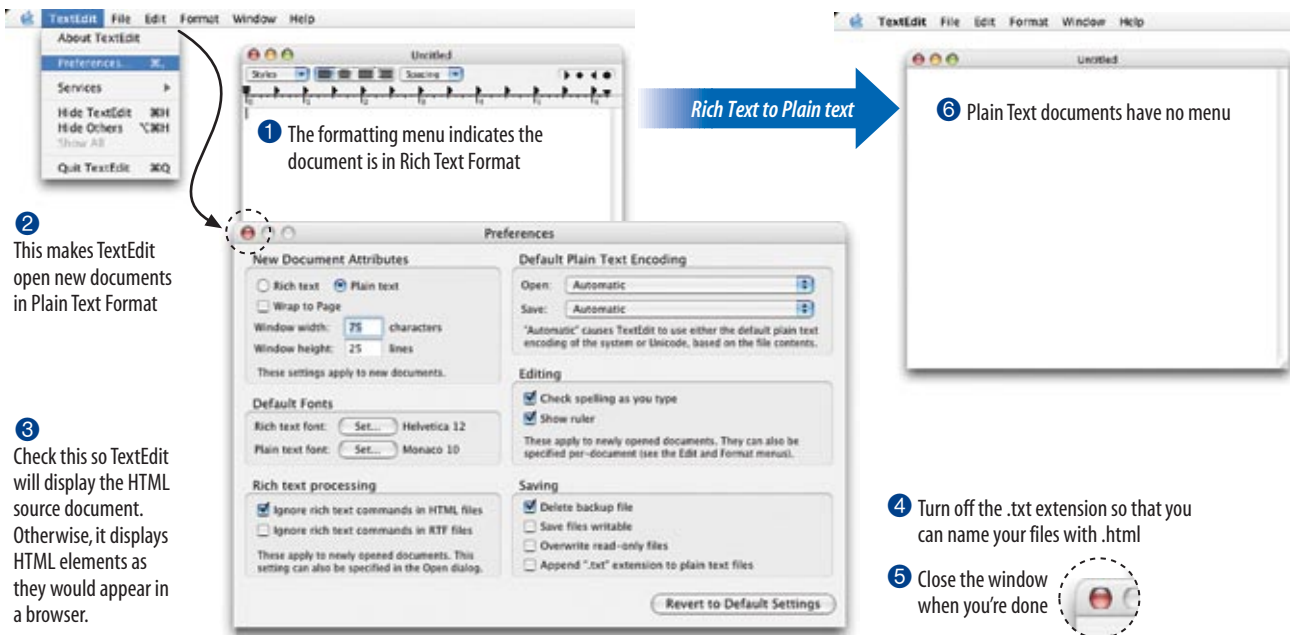 TextEdit File Edit Format Window Help
About TextEdit
Preferences... ⌘,
Services
Hide TextEdit ⌘H
Hide Others ⌥⌘H
Show All
Quit TextEdit ⌘Q
Untitled
Styles Spacing
0 1 2 3 4 5 6 7 8
1 The formatting menu indicates the
document is in Rich Text Format
Rich Text to Plain text
TextEdit File Edit Format Window Help
Untitled
6 Plain Text documents have no menu
2
This makes TextEdit
open new documents
in Plain Text Format
3
Check this so TextEdit
will display the HTML
source document.
Otherwise, it displays
HTML elements as
they would appear in
a browser.
Preferences
New Document Attributes
Rich text Plain text
Wrap to Page
Window width: 75 characters
Window height: 25 lines
These settings apply to new documents.
Default Fonts
Rich text font: Set... Helvetica 12
Plain text font: Set... Monaco 10
Rich text processing
Ignore rich text commands in HTML files
Ignore rich text commands in RTF files
These apply to newly opened documents. This
setting can also be specified in the Open dialog.
Default Plain Text Encoding
Open: Automatic
Save: Automatic
"Automatic" causes TextEdit to use either the default plain text
encoding of the system or Unicode, based on the file contents.
Editing
Check spelling as you type
Show ruler
These apply to newly opened documents. They can also be
specified per-document (see the Edit and Format menus).
Saving
Delete backup file
Save files writable
Overwrite read-only files
Append ".txt" extension to plain text files
Revert to Default Settings
4 Turn off the .txt extension so that you
can name your files with .html
5 Close the window
when you're done